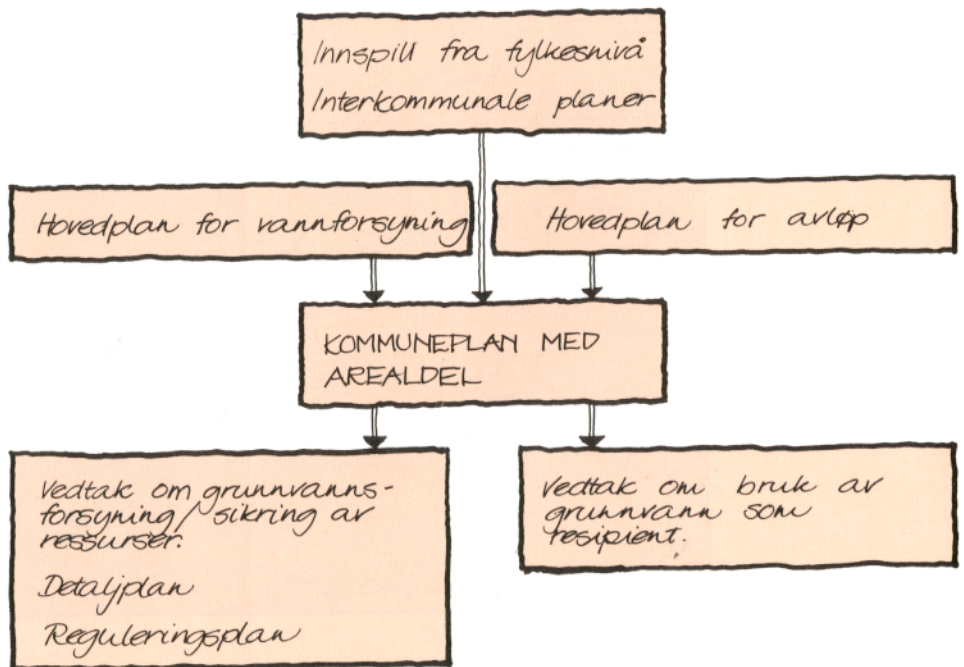 Innspill fra fylkesnivå
Interkommunale planer
Hovedplan for vannforsyning
Hovedplan for avløp
KOMMUNEPLAN MED
AREALDEL
Vedtak om grunnvanns-
forsyning/sikring av
ressurser.
Detaljplan
Reguleringsplan
Vedtak om bruk av
grunnvann som
resipient.